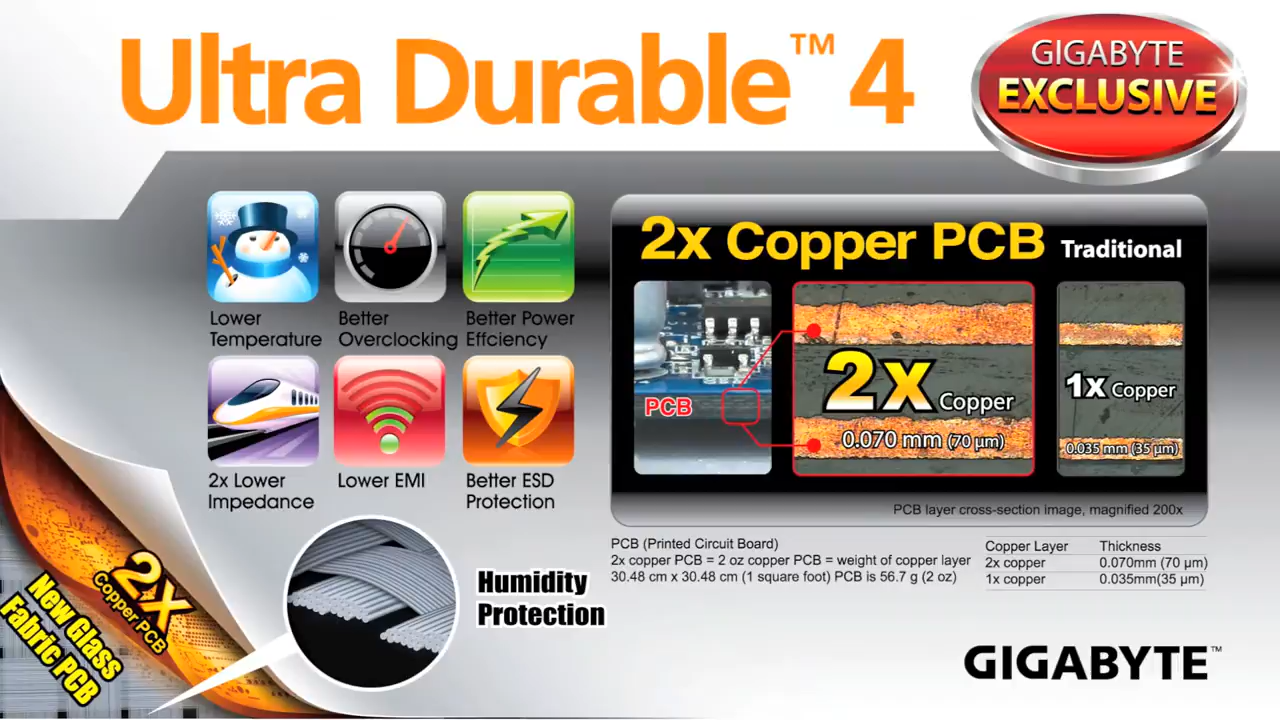 Ultra Durable™ 4
GIGABYTE
EXCLUSIVE
Lower
Temperature
Better
Overclocking
Better Power
Effciency
2x Lower
Impedance
Lower EMI
Better ESD
Protection
2x Copper PCB
Traditional
PCB
2x Copper
0.070 mm (70 µm)
1x Copper
0.035 mm (35 µm)
PCB layer cross-section image, magnified 200x
PCB (Printed Circuit Board)
2x copper PCB = 2 oz copper PCB = weight of copper layer
30.48 cm x 30.48 cm (1 square foot) PCB is 56.7 g (2 oz)
Copper Layer Thickness
2x copper 0.070mm (70 µm)
1x copper 0.035mm(35 µm)
2X
Copper PCB
New Glass
Fabric PCB
Humidity
Protection
GIGABYTE™